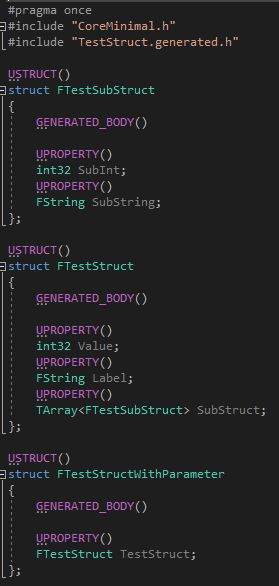 #pragma once
#include "CoreMinimal.h"
#include "TestStruct.generated.h"
USTRUCT()
struct FTestSubStruct
{
GENERATED_BODY()
UPROPERTY()
int32 SubInt;
UPROPERTY()
FString SubString;
};
USTRUCT()
struct FTestStruct
{
GENERATED_BODY()
UPROPERTY()
int32 Value;
UPROPERTY()
FString Label;
UPROPERTY()
TArray<FTestSubStruct> SubStruct;
};
USTRUCT()
struct FTestStructWithParameter
{
GENERATED_BODY()
UPROPERTY()
FTestStruct TestStruct;
};